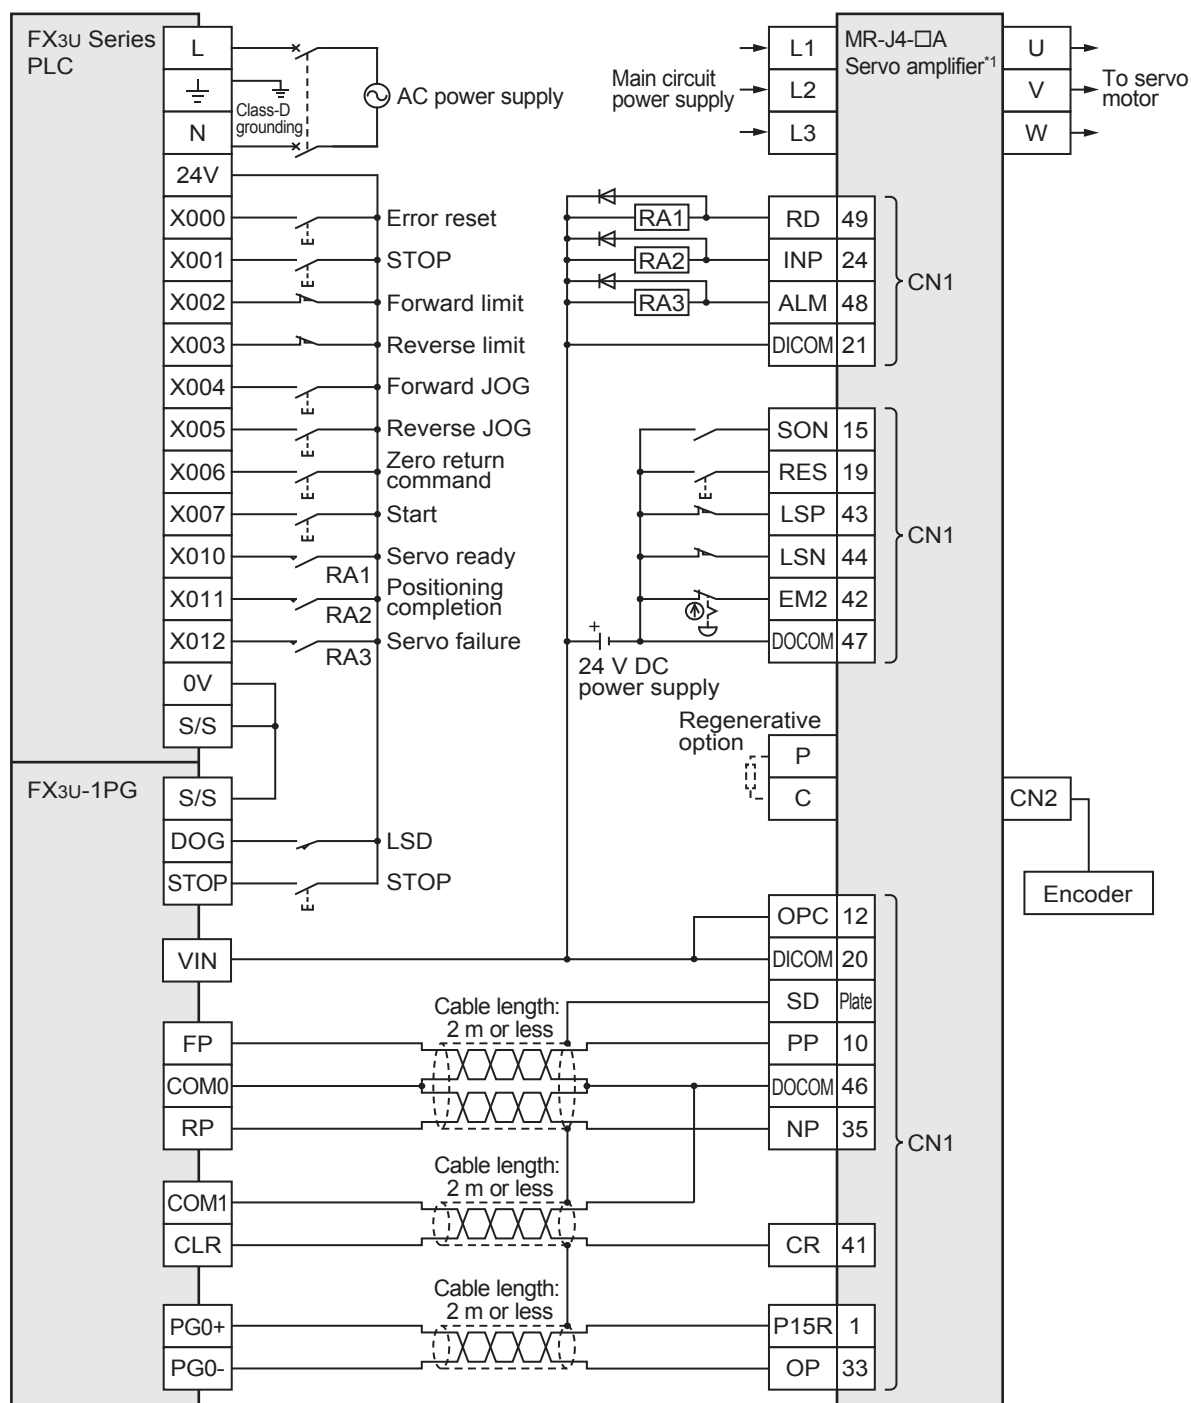 FX3U Series
PLC
L
N
24V
X000
X001
X002
X003
X004
X005
X006
X007
X010
X011
X012
0V
S/S
Class-D
grounding
AC power supply
Error reset
STOP
Forward limit
Reverse limit
Forward JOG
Reverse JOG
Zero return
command
Start
Servo ready
RA1
Positioning
completion
RA2
Servo failure
RA3
FX3U-1PG
S/S
DOG
LSD
STOP
STOP
VIN
FP
COM0
RP
COM1
CLR
PG0+
PG0-
Cable length:
2 m or less
Cable length:
2 m or less
Cable length:
2 m or less
Main circuit
power supply
L1
L2
L3
MR-J4-□A
Servo amplifier*1
U
V
W
To servo
motor
RA1
RD 49
RA2
INP 24
RA3
ALM 48
DICOM 21
CN1
SON 15
RES 19
LSP 43
LSN 44
EM2 42
DOCOM 47
CN1
+
24 V DC
power supply
Regenerative
option
P
C
CN2
Encoder
OPC 12
DICOM 20
SD Plate
PP 10
DOCOM 46
NP 35
CR 41
P15R 1
OP 33
CN1